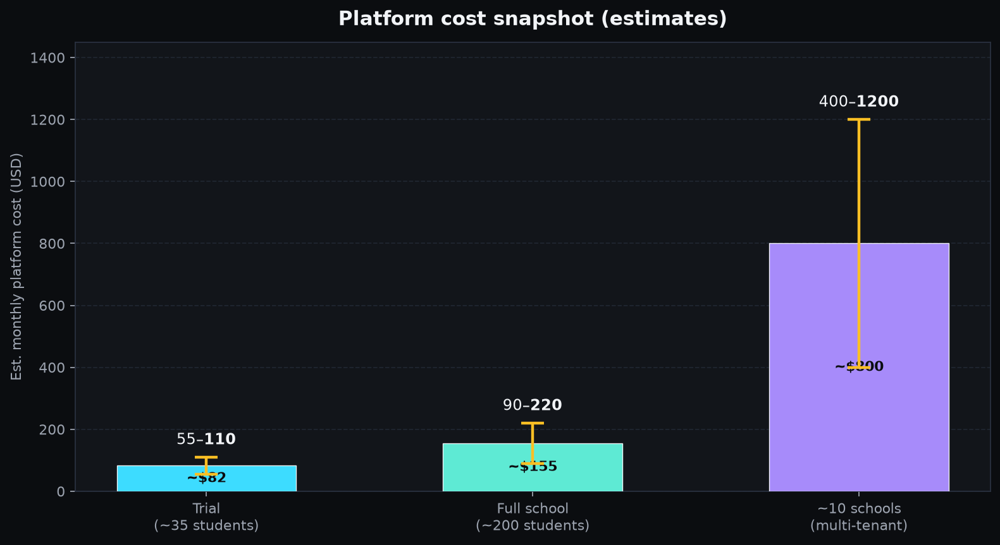 Platform cost snapshot (estimates)
Est. monthly platform cost (USD)
1400
1200
1000
800
600
400
200
0
55–110
~$82
90–220
~$155
400–1200
~$800
Trial
(~35 students)
Full school
(~200 students)
~10 schools
(multi-tenant)